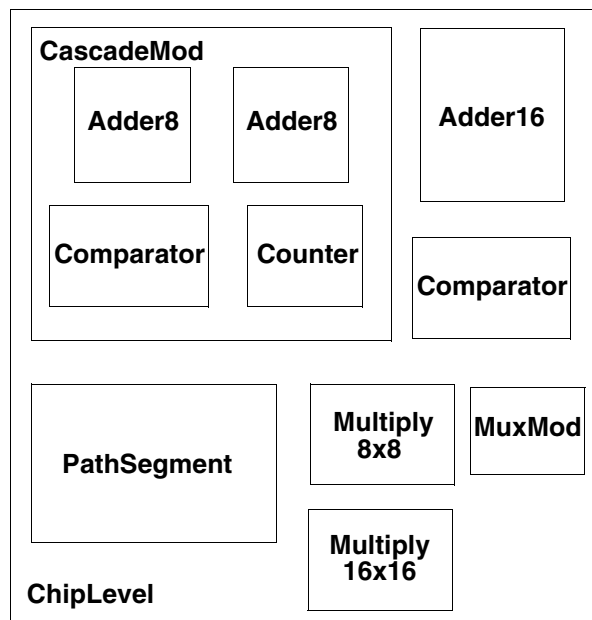 CascadeMod
Adder8
Adder8
Adder16
Comparator
Counter
Comparator
PathSegment
Multiply
8x8
MuxMod
Multiply
16x16
ChipLevel